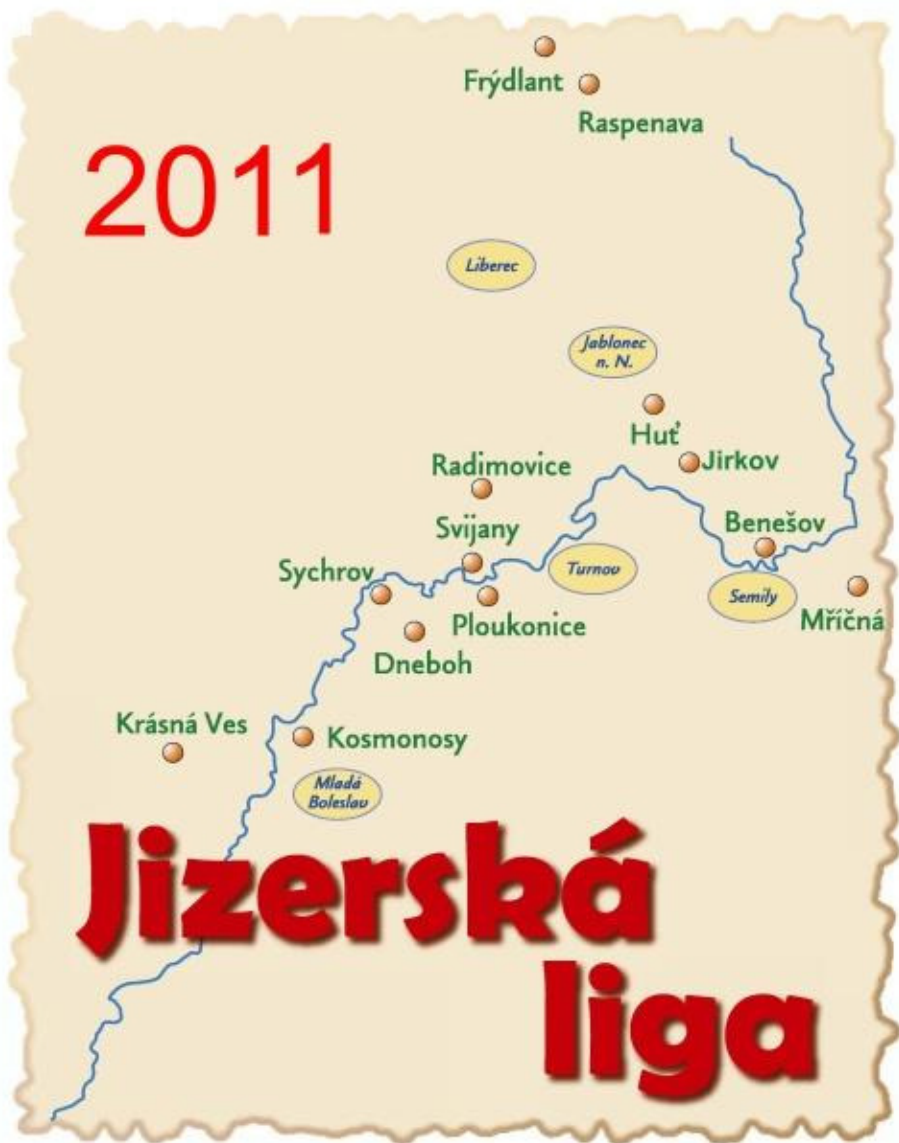 Frýdlant
Raspenava
2011
Liberec
Jablonec
n. N.
Huť
Jirkov
Radimovice
Svijany
Benešov
Sychrov
Turnov
Semily
Ploukonice
Mříčná
Dneboh
Krásná Ves
Kosmonosy
Mladá
Boleslav
Jizerská
liga